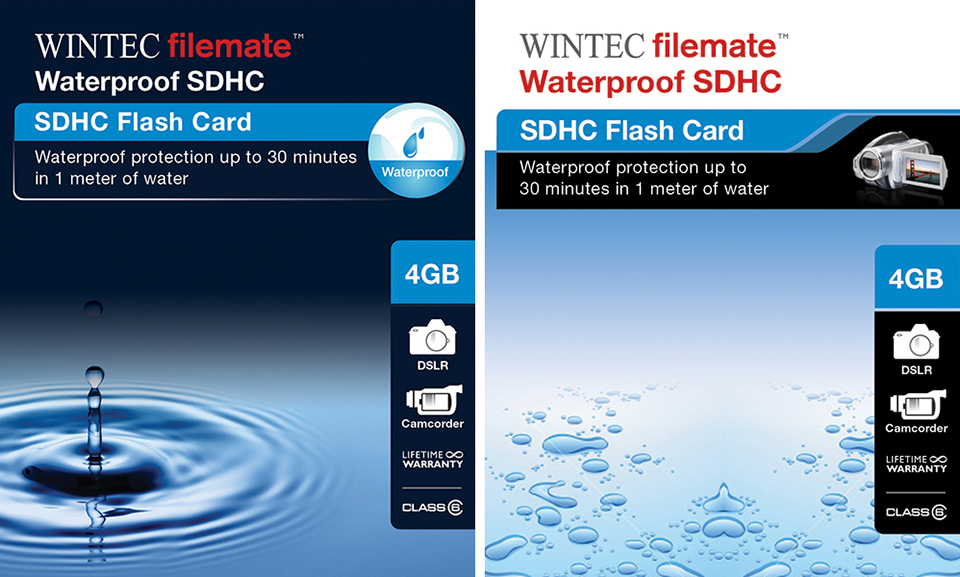 WINTEC filemate™
Waterproof SDHC
SDHC Flash Card
Waterproof protection up to 30 minutes
in 1 meter of water
Waterproof
4GB
DSLR
Camcorder
LIFETIME
WARRANTY
CLASS 6
WINTEC filemate™
Waterproof SDHC
SDHC Flash Card
Waterproof protection up to
30 minutes in 1 meter of water
4GB
DSLR
Camcorder
LIFETIME
WARRANTY
CLASS 6